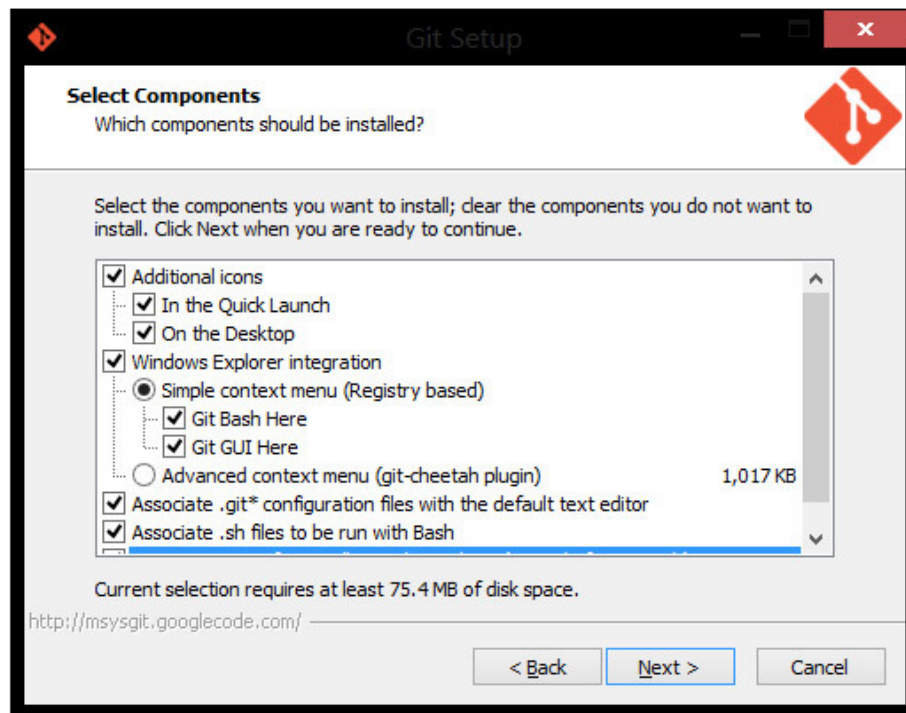 Git Setup
Select Components
Which components should be installed?
Select the components you want to install; clear the components you do not want to
install. Click Next when you are ready to continue.
Additional icons
In the Quick Launch
On the Desktop
Windows Explorer integration
Simple context menu (Registry based)
Git Bash Here
Git GUI Here
Advanced context menu (git-cheetah plugin) 1,017 KB
Associate .git* configuration files with the default text editor
Associate .sh files to be run with Bash
Current selection requires at least 75.4 MB of disk space.
http://msysgit.googlecode.com/
< Back Next > Cancel